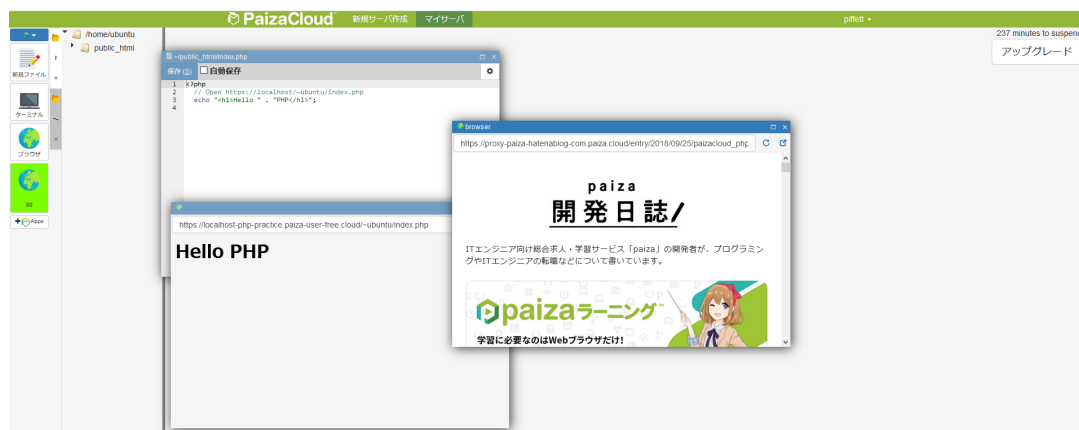 PaizaCloud 新規サーバ作成 マイサーバ piffett
237 minutes to suspend
アップグレード
/home/ubuntu
public_html
新規ファイル
ターミナル
ブラウザ
80
Apps
~/public_html/index.php
保存 (S) 自動保存
1 <?php
2 // Open https://localhost/~ubuntu/index.php
3 echo "<h1>Hello " . "PHP</h1>";
4
browser
https://proxy-paiza-hatenablog-com.paiza.cloud/entry/2018/09/25/paizacloud_php
paiza
開発日誌/
ITエンジニア向け総合求人・学習サービス「paiza」の開発者が、プログラミン
グやITエンジニアの転職などについて書いています。
paizaラーニング
学習に必要なのはWebブラウザだけ!
https://localhost-php-practice.paiza-user-free.cloud/~ubuntu/index.php
Hello PHP